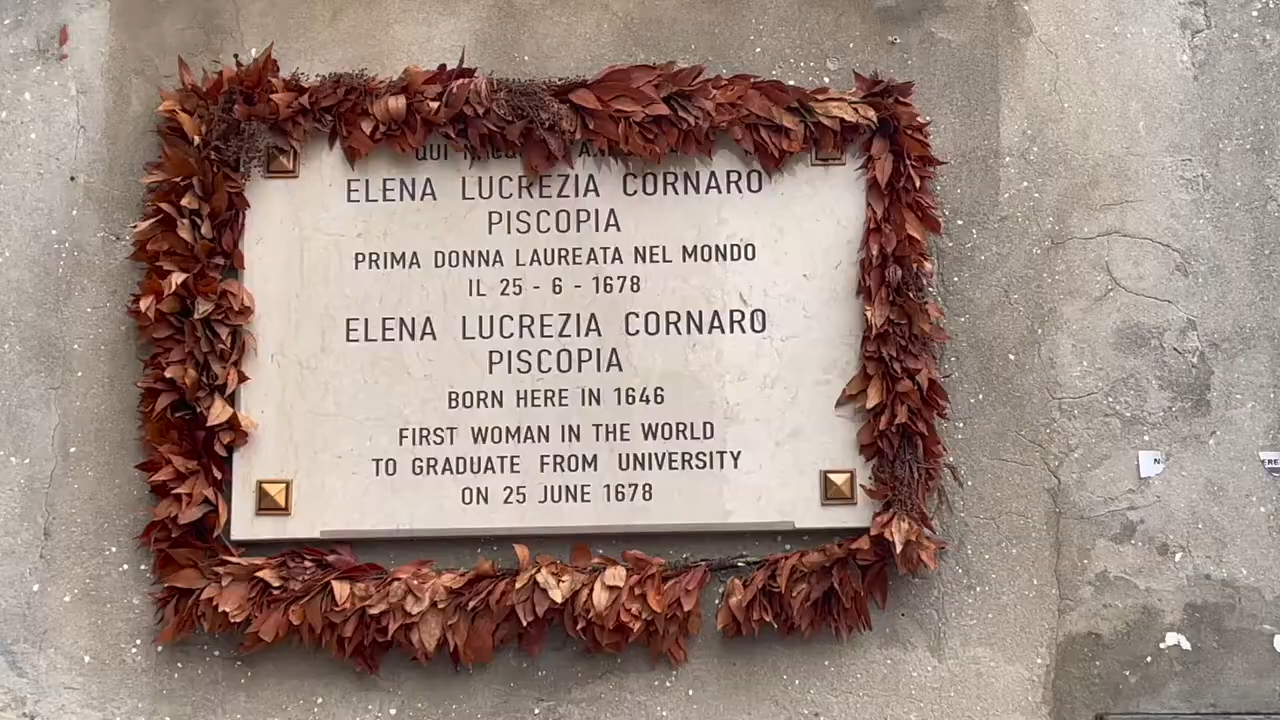 QUI
ELENA LUCREZIA CORNARO
PISCOPIA
PRIMA DONNA LAUREATA NEL MONDO
IL 25 - 6 - 1678
ELENA LUCREZIA CORNARO
PISCOPIA
BORN HERE IN 1646
FIRST WOMAN IN THE WORLD
TO GRADUATE FROM UNIVERSITY
ON 25 JUNE 1678